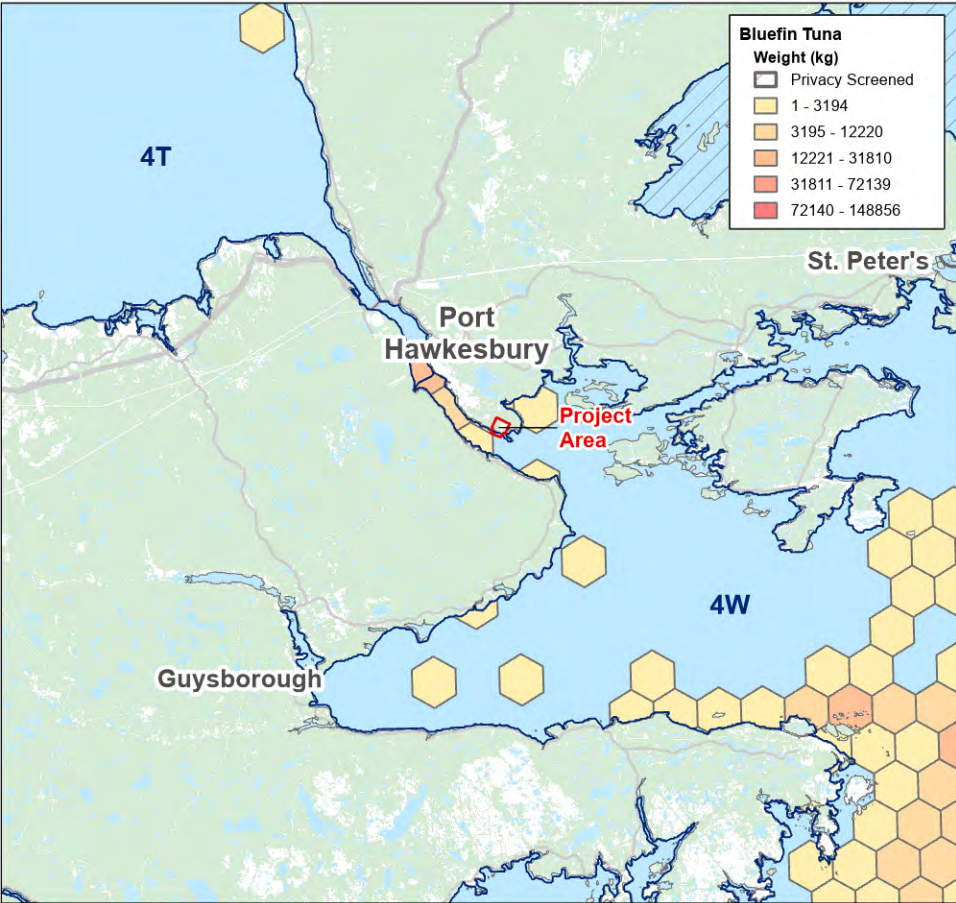 Bluefin Tuna
Weight (kg)
Privacy Screened
1 - 3194
3195 - 12220
12221 - 31810
31811 - 72139
72140 - 148856
4T
St. Peter's
Port
Hawkesbury
Project
Area
4W
Guysborough